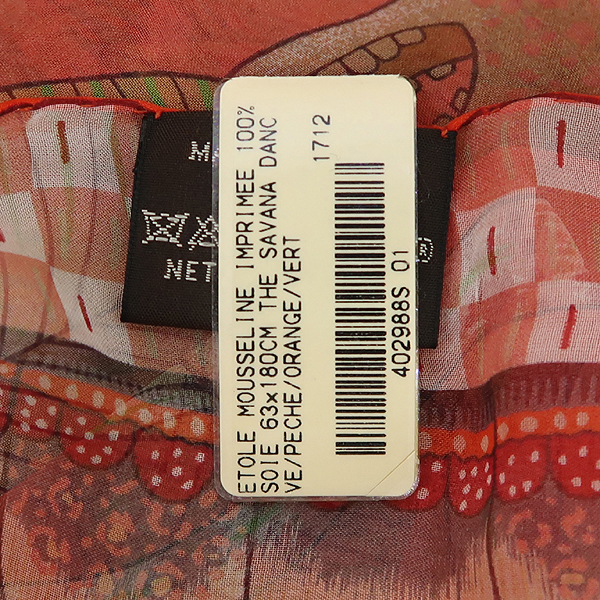 ETOLE MOUSSELINE IMPRIMEE 100%
SOIE 63x180CM THE SAVANA DANC
VE/PECHE/ORANGE/VERT
1712
402988S 01
NET